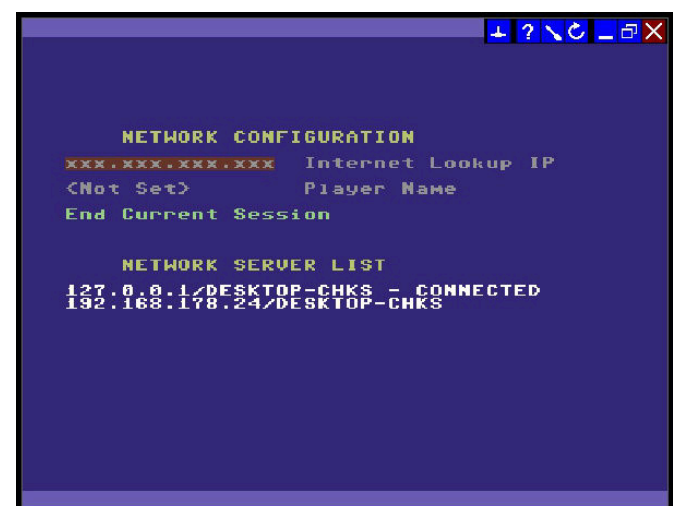 ?
NETWORK CONFIGURATION
xxx.xxx.xxx.xxx Internet Lookup IP
<Not Set> Player Name
End Current Session
NETWORK SERVER LIST
127.0.0.1/DESKTOP-CHKS - CONNECTED
192.168.178.24/DESKTOP-CHKS